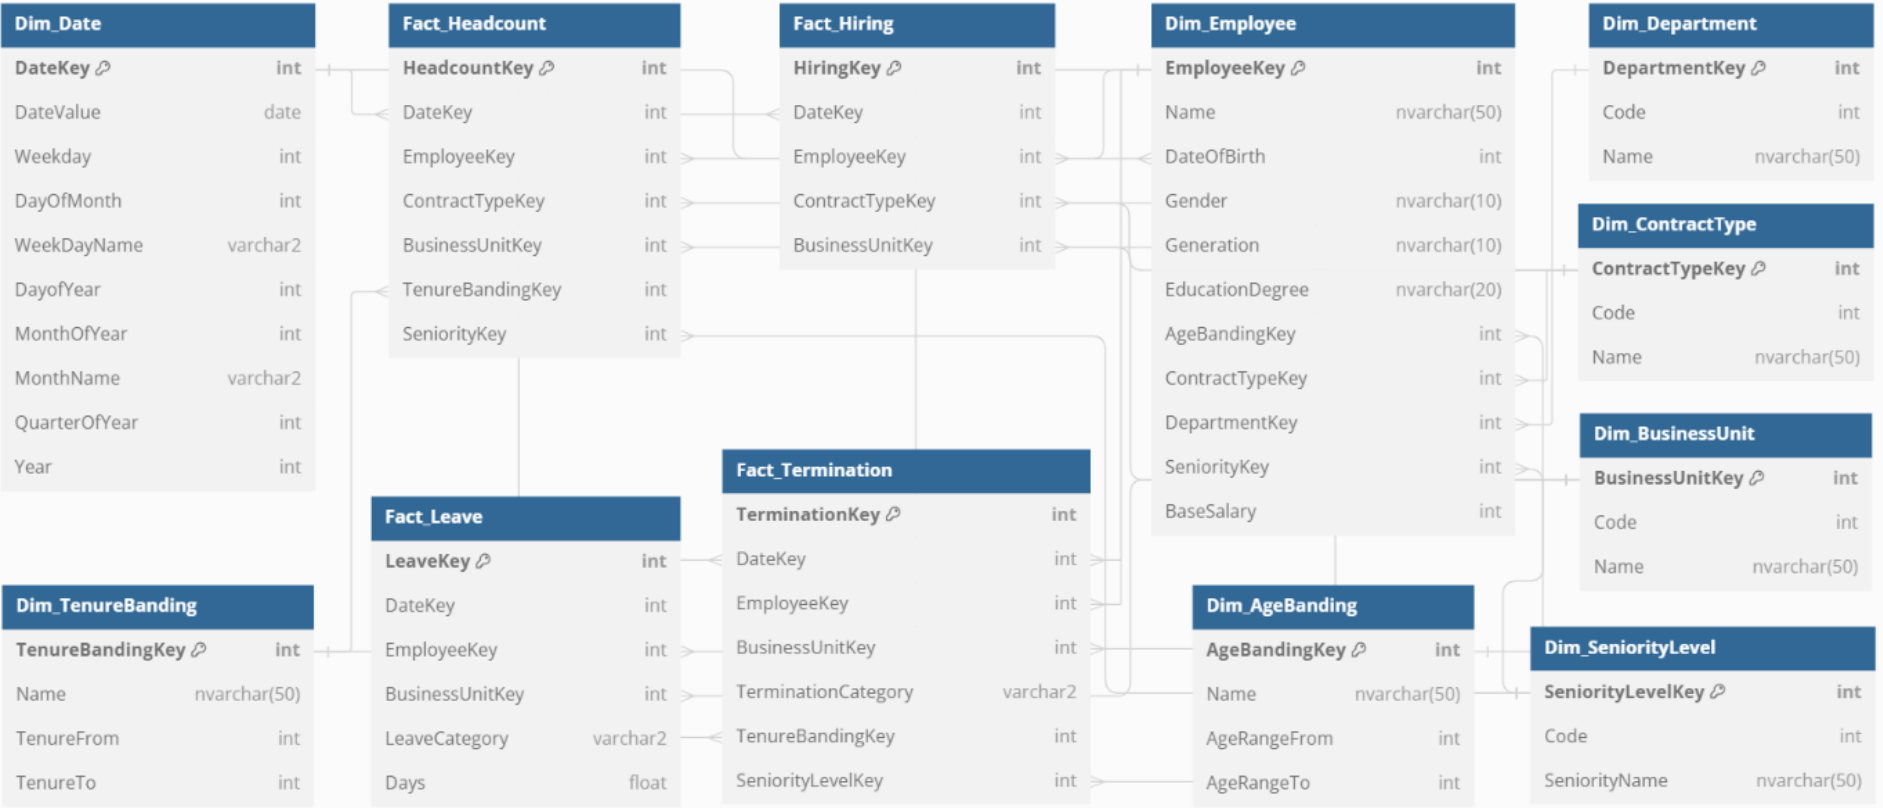 Dim_Date
DateKey int
DateValue date
Weekday int
DayOfMonth int
WeekDayName varchar2
DayofYear int
MonthOfYear int
MonthName varchar2
QuarterOfYear int
Year int
Fact_Headcount
HeadcountKey int
DateKey int
EmployeeKey int
ContractTypeKey int
BusinessUnitKey int
TenureBandingKey int
SeniorityKey int
Fact_Hiring
HiringKey int
DateKey int
EmployeeKey int
ContractTypeKey int
BusinessUnitKey int
Dim_Employee
EmployeeKey int
Name nvarchar(50)
DateOfBirth int
Gender nvarchar(10)
Generation nvarchar(10)
EducationDegree nvarchar(20)
AgeBandingKey int
ContractTypeKey int
DepartmentKey int
SeniorityKey int
BaseSalary int
Dim_Department
DepartmentKey int
Code int
Name nvarchar(50)
Dim_ContractType
ContractTypeKey int
Code int
Name nvarchar(50)
Dim_BusinessUnit
BusinessUnitKey int
Code int
Name nvarchar(50)
Dim_TenureBanding
TenureBandingKey int
Name nvarchar(50)
TenureFrom int
TenureTo int
Fact_Leave
LeaveKey int
DateKey int
EmployeeKey int
BusinessUnitKey int
LeaveCategory varchar2
Days float
Fact_Termination
TerminationKey int
DateKey int
EmployeeKey int
BusinessUnitKey int
TerminationCategory varchar2
TenureBandingKey int
SeniorityLevelKey int
Dim_AgeBanding
AgeBandingKey int
Name nvarchar(50)
AgeRangeFrom int
AgeRangeTo int
Dim_SeniorityLevel
SeniorityLevelKey int
Code int
SeniorityName nvarchar(50)